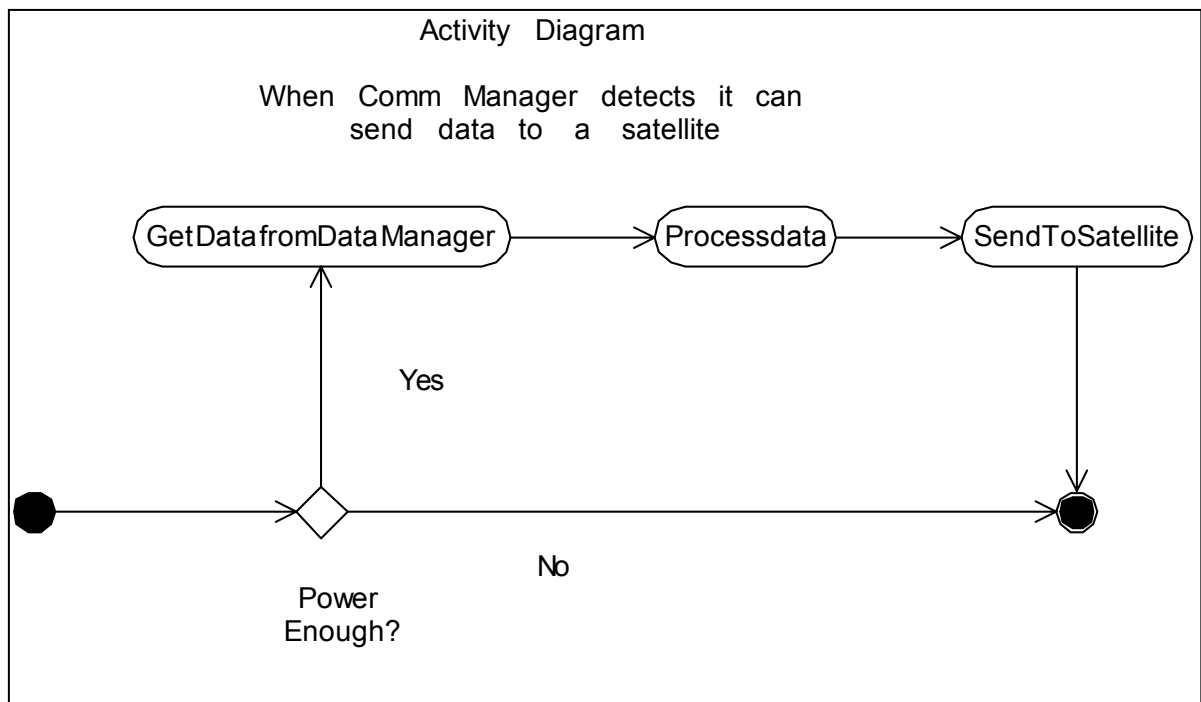 Activity Diagram
When Comm Manager detects it can
send data to a satellite
GetDatafromDataManager
Processdata
SendToSatellite
Yes
No
Power
Enough?